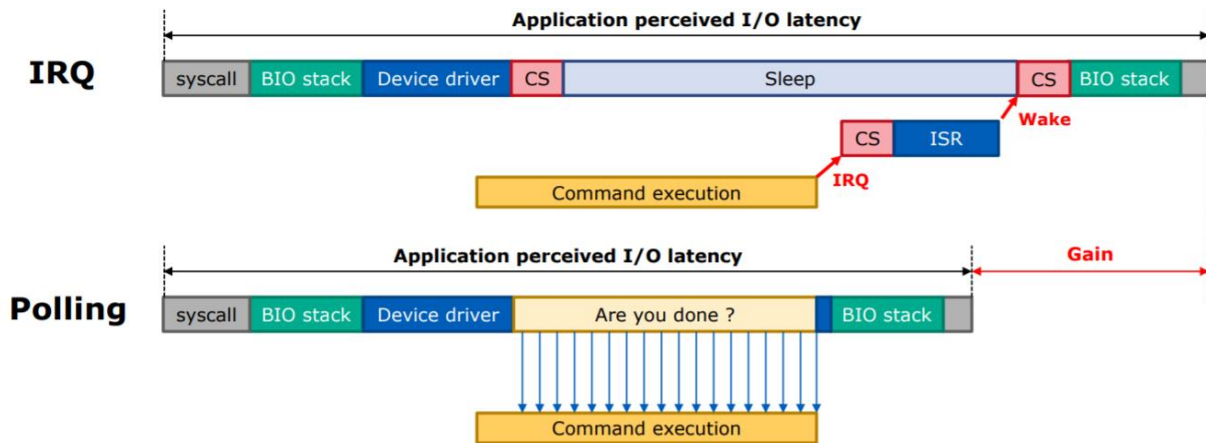 Application perceived I/O latency
IRQ
syscall BIO stack Device driver CS Sleep CS BIO stack
Wake
CS ISR
IRQ
Command execution
Application perceived I/O latency
Gain
Polling
syscall BIO stack Device driver Are you done ? BIO stack
Command execution